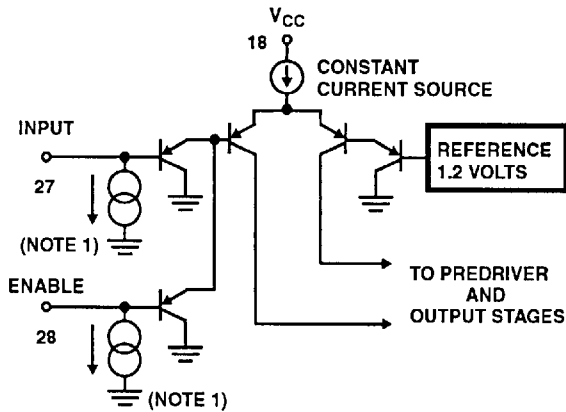 VCC
18
CONSTANT
CURRENT SOURCE
INPUT
27
(NOTE 1)
REFERENCE
1.2 VOLTS
ENABLE
28
(NOTE 1)
TO PREDRIVER
AND
OUTPUT STAGES